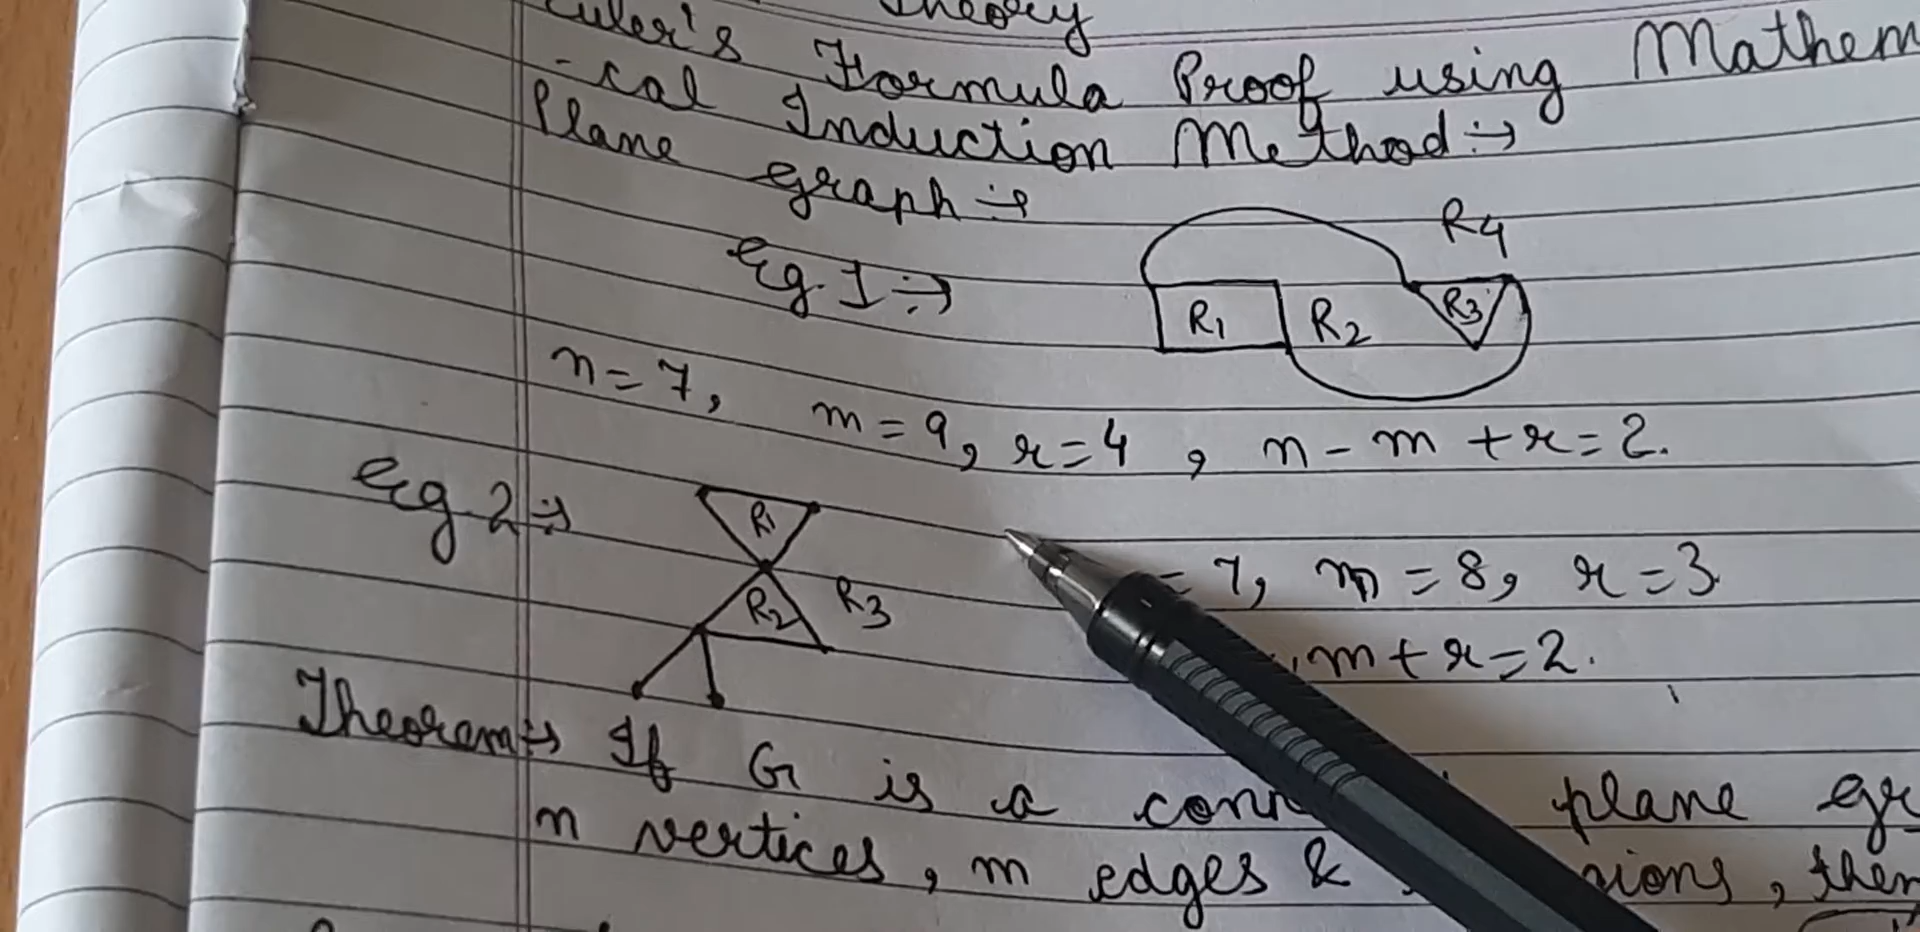 Theory
Euler's Formula Proof using Mathem
-cal Induction Method :→
Plane graph :→
eg. 1 :→
R1 R2 R3 R4
n = 7, m = 9, r = 4, n - m + r = 2.
eg. 2 :→
R1
R2 R3
= 7, m = 8, r = 3
m + r = 2.
Theorem :→ If G is a conn plane gr
n vertices, m edges & gions, then